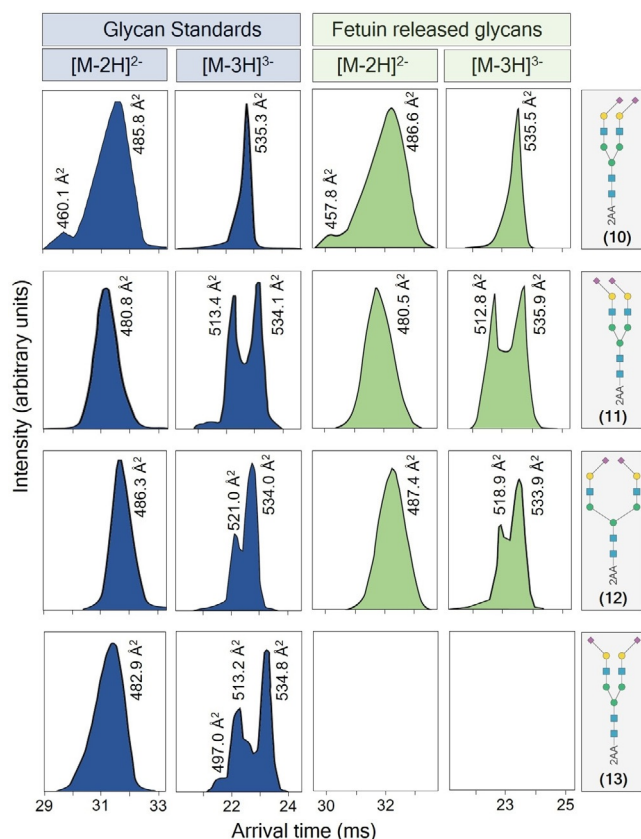 Glycan Standards
Fetuin released glycans
[M-2H]²⁻
[M-3H]³⁻
[M-2H]²⁻
[M-3H]³⁻
Intensity (arbitrary units)
460.1 Å²
485.8 Å²
535.3 Å²
457.8 Å²
486.6 Å²
535.5 Å²
2AA
(10)
480.8 Å²
513.4 Å²
534.1 Å²
480.5 Å²
512.8 Å²
535.9 Å²
2AA
(11)
486.3 Å²
521.0 Å²
534.0 Å²
487.4 Å²
518.9 Å²
533.9 Å²
2AA
(12)
482.9 Å²
497.0 Å²
513.2 Å²
534.8 Å²
2AA
(13)
29 31 33
22 24
30 32
23 25
Arrival time (ms)